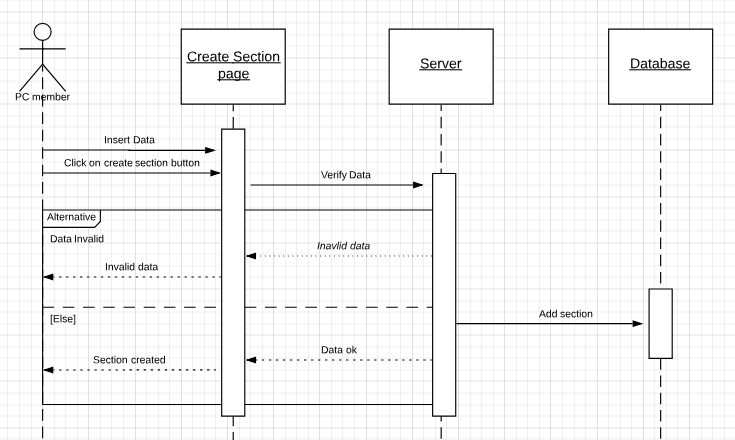 Create Section
page
Server
Database
PC member
Insert Data
Click on create section button
Verify Data
Alternative
Data Invalid
Inavlid data
Invalid data
[Else]
Add section
Data ok
Section created